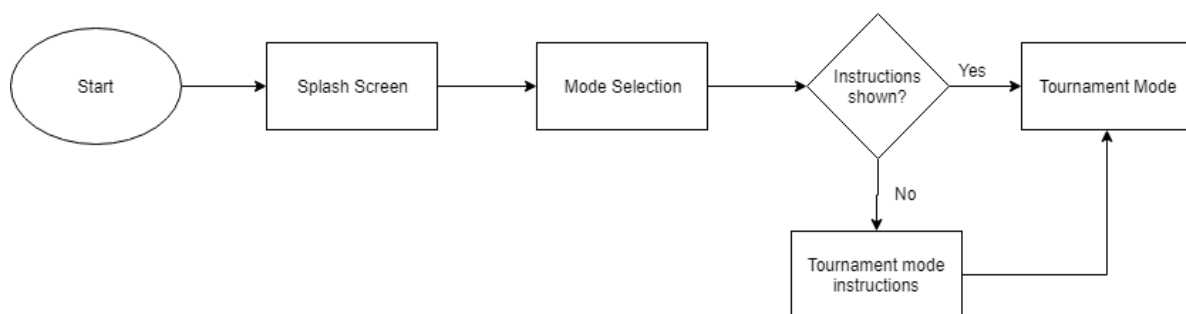 Start
Splash Screen
Mode Selection
Instructions
shown?
Yes
Tournament Mode
No
Tournament mode
instructions